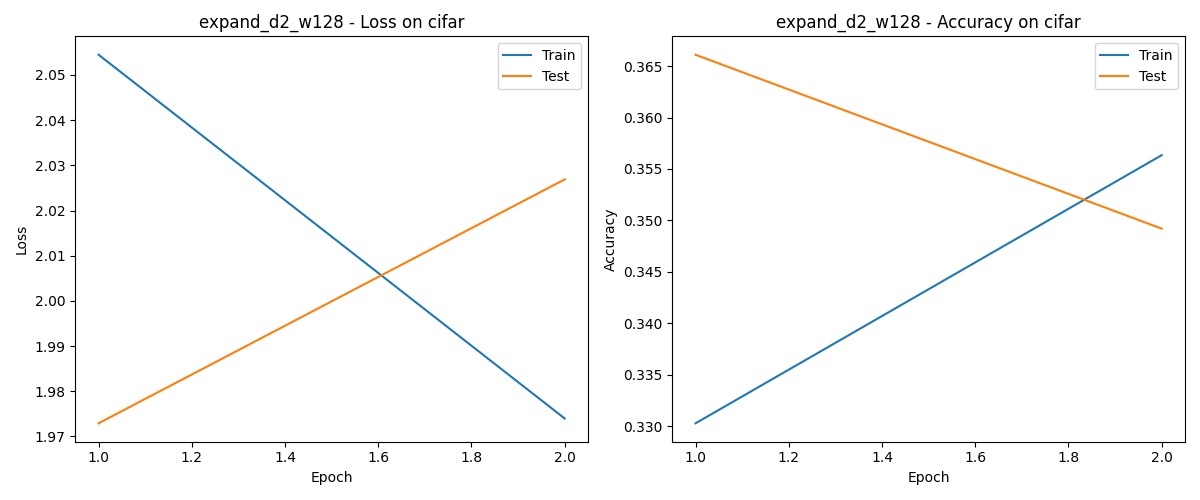 expand_d2_w128 - Loss on cifar
Train
Test
2.05
2.04
2.03
2.02
2.01
2.00
1.99
1.98
1.97
Loss
1.0 1.2 1.4 1.6 1.8 2.0
Epoch
expand_d2_w128 - Accuracy on cifar
Train
Test
0.365
0.360
0.355
0.350
0.345
0.340
0.335
0.330
Accuracy
1.0 1.2 1.4 1.6 1.8 2.0
Epoch